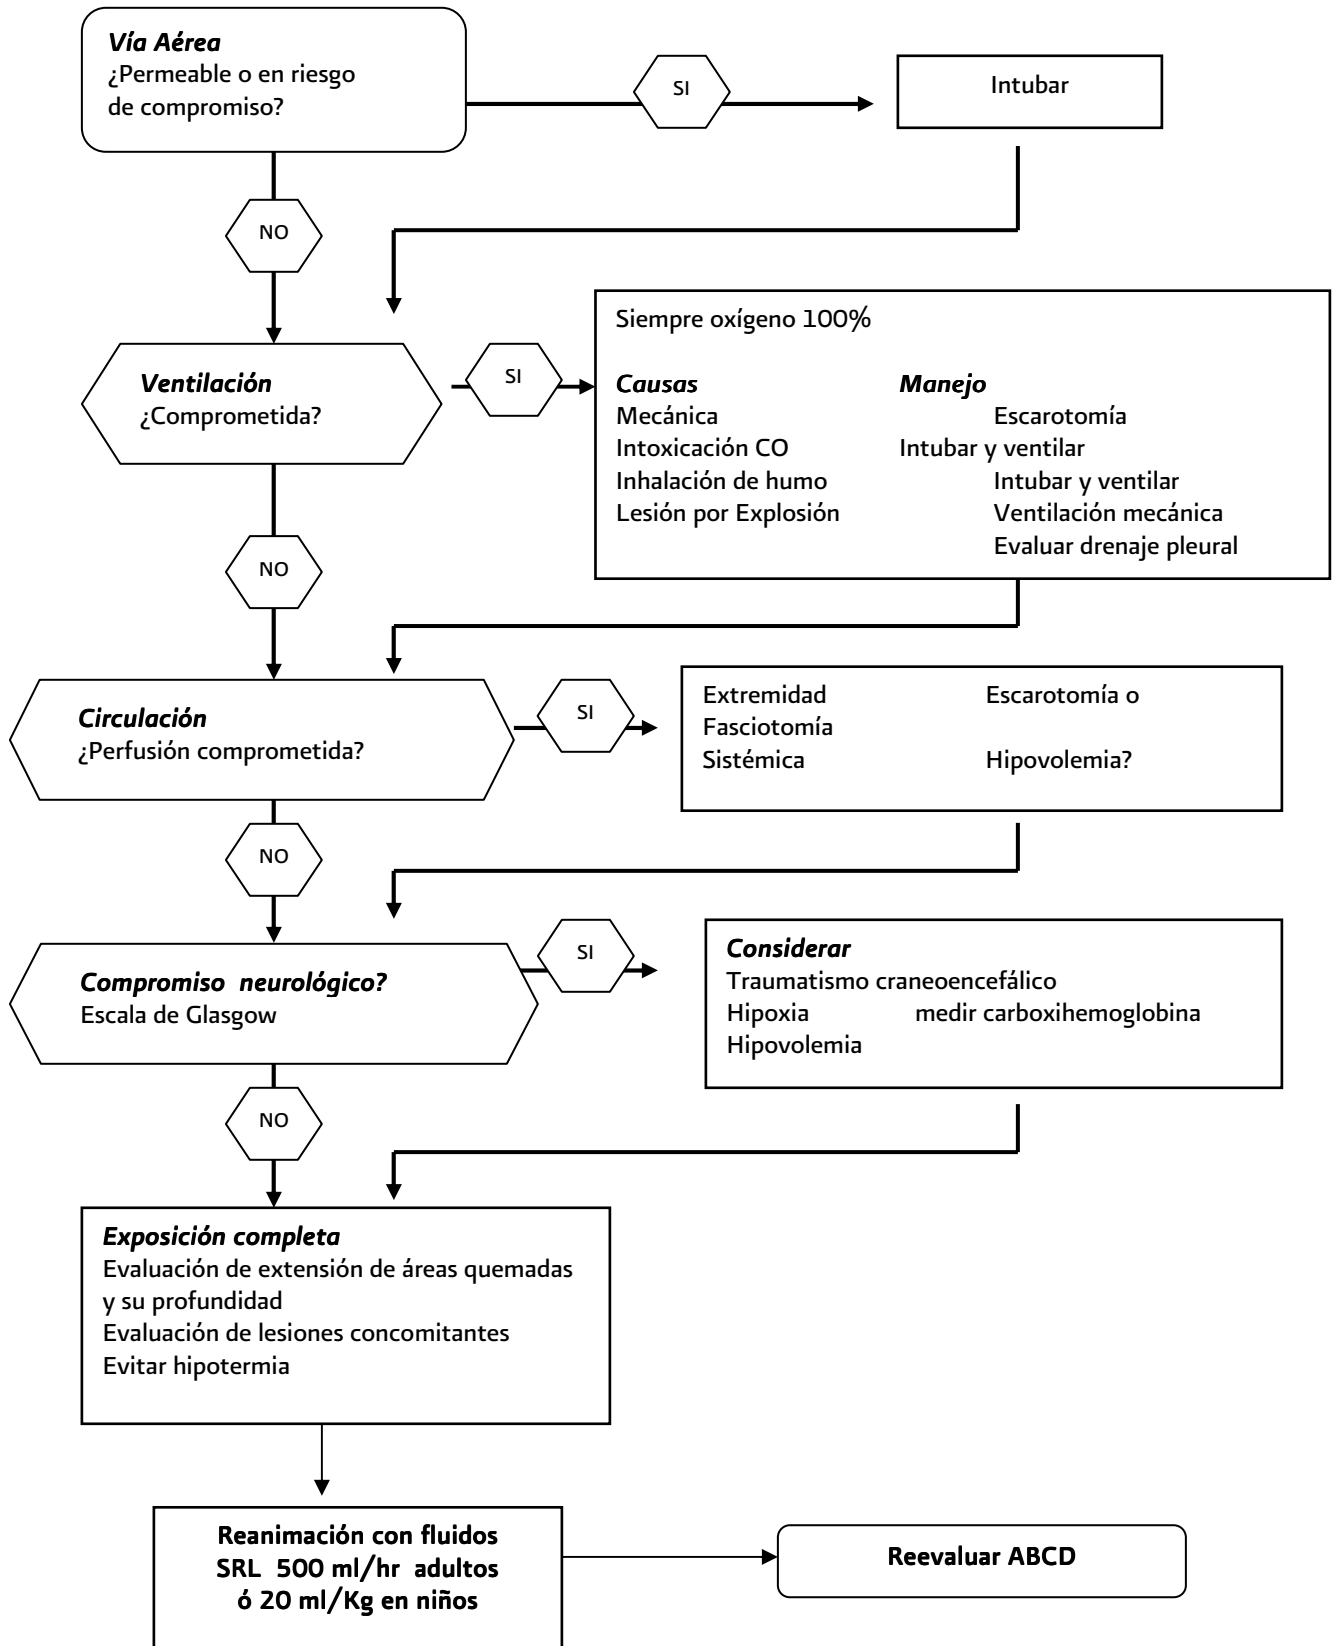 Vía Aérea
¿Permeable o en riesgo
de compromiso?
SI
Intubar
NO
Siempre oxígeno 100%
Causas Manejo
Mecánica Escarotomía
Intoxicación CO Intubar y ventilar
Inhalación de humo Intubar y ventilar
Lesión por Explosión Ventilación mecánica
Evaluar drenaje pleural
Ventilación
¿Comprometida?
SI
NO
Circulación
¿Perfusión comprometida?
SI
Extremidad Escarotomía o
Fasciotomía
Sistémica Hipovolemia?
NO
Compromiso neurológico?
Escala de Glasgow
SI
Considerar
Traumatismo craneoencefálico
Hipoxia medir carboxihemoglobina
Hipovolemia
NO
Exposición completa
Evaluación de extensión de áreas quemadas
y su profundidad
Evaluación de lesiones concomitantes
Evitar hipotermia
Reanimación con fluidos
SRL 500 ml/hr adultos
ó 20 ml/Kg en niños
Reevaluar ABCD